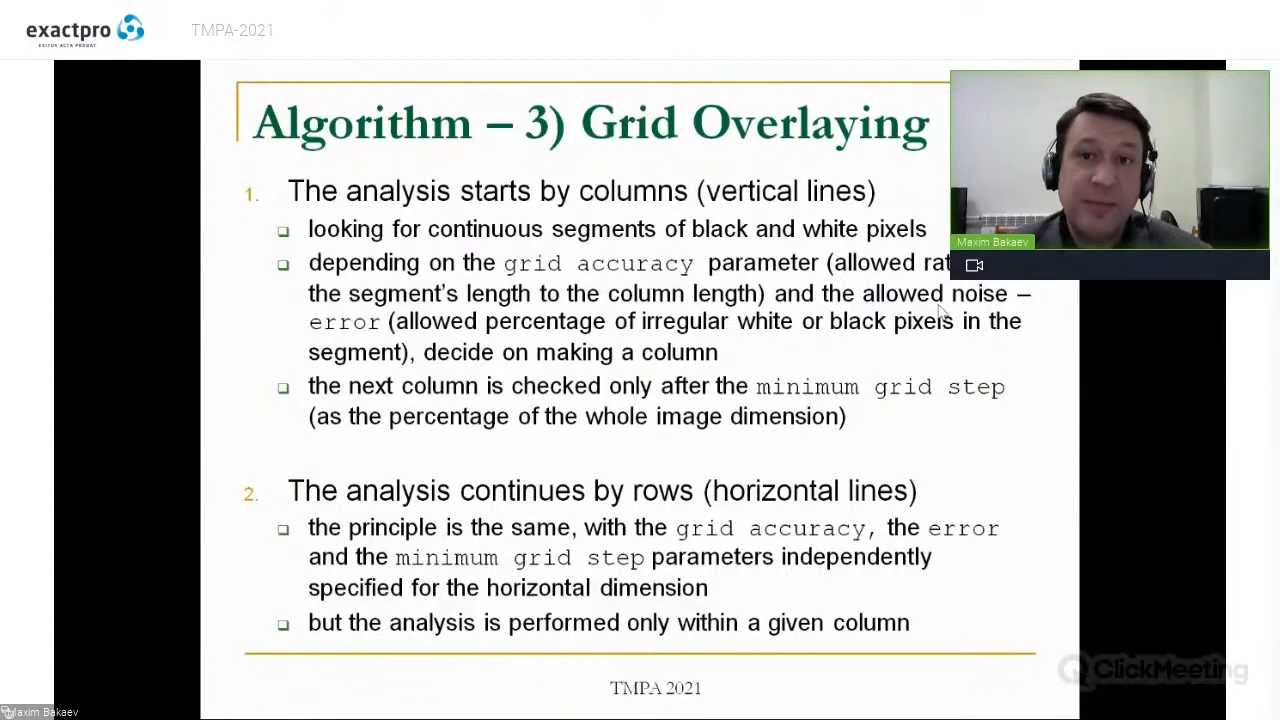 exactpro
EXITUS ACTA PROBAT
TMPA-2021
Algorithm – 3) Grid Overlaying
1. The analysis starts by columns (vertical lines)
looking for continuous segments of black and white pixels
depending on the grid accuracy parameter (allowed
the segment's length to the column length) and the allowed noise –
error (allowed percentage of irregular white or black pixels in the
segment), decide on making a column
the next column is checked only after the minimum grid step
(as the percentage of the whole image dimension)
2. The analysis continues by rows (horizontal lines)
the principle is the same, with the grid accuracy, the error
and the minimum grid step parameters independently
specified for the horizontal dimension
but the analysis is performed only within a given column
TMPA 2021
Maxim Bakaev
ClickMeeting
Maxim Bakaev